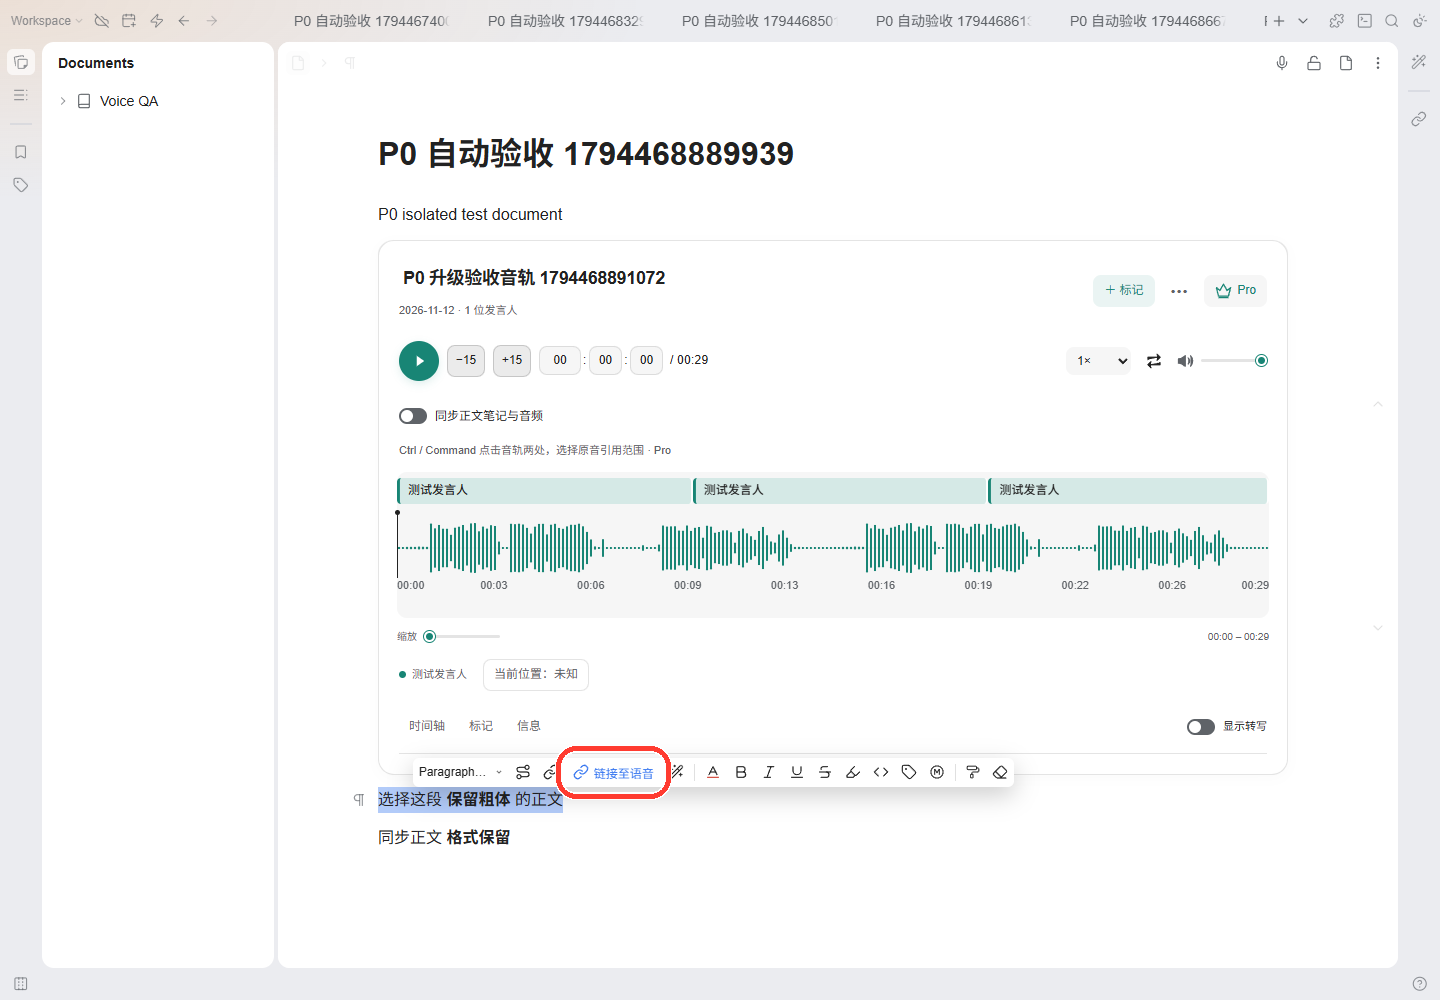 Workspace
P0 自动验收 179446740
P0 自动验收 179446832
P0 自动验收 179446850
P0 自动验收 179446861
P0 自动验收 179446866
Documents
Voice QA
P0 自动验收 1794468889939
P0 isolated test document
P0 升级验收音轨 1794468891072
2026-11-12 · 1 位发言人
+ 标记
Pro
−15
+15
00 : 00 : 00 / 00:29
1×
同步正文笔记与音频
Ctrl / Command 点击音轨两处，选择原音引用范围 · Pro
测试发言人
测试发言人
测试发言人
00:00 00:03 00:06 00:09 00:13 00:16 00:19 00:22 00:26 00:29
缩放
00:00 – 00:29
测试发言人
当前位置：未知
时间轴 标记 信息
显示转写
Paragraph...
链接至语音
选择这段 保留粗体 的正文
同步正文 格式保留